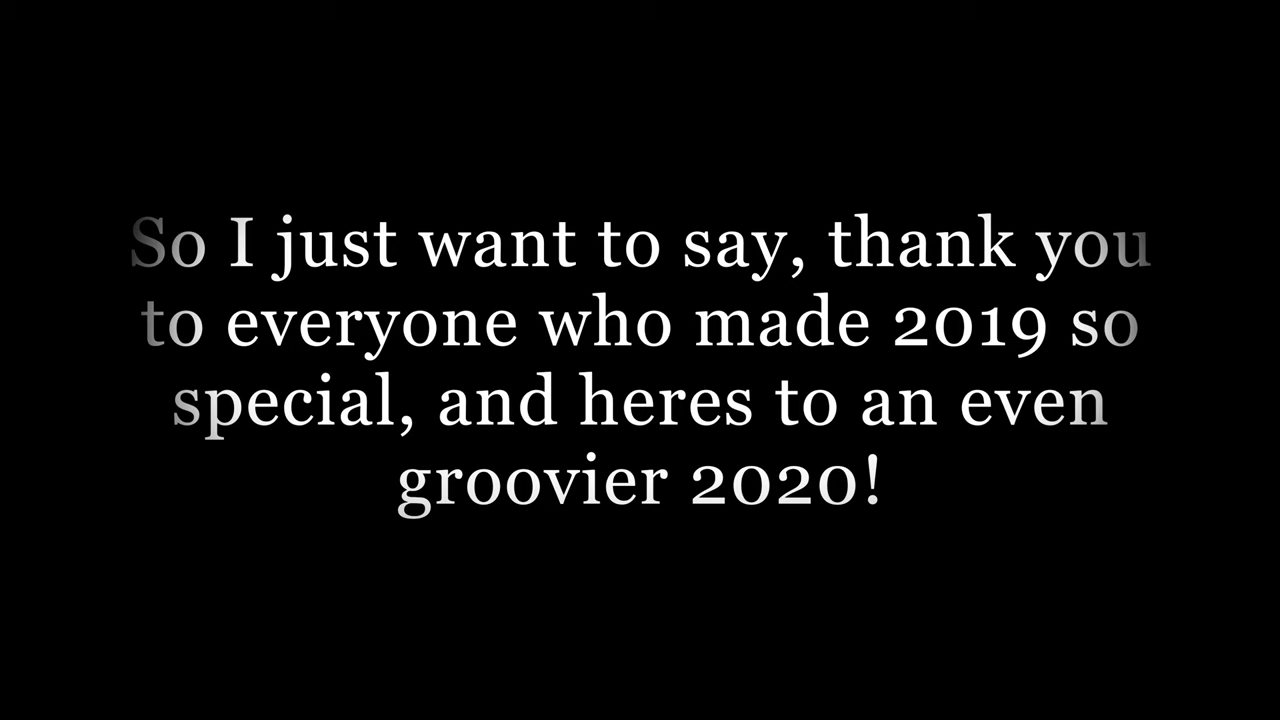 So I just want to say, thank you
to everyone who made 2019 so
special, and heres to an even
groovier 2020!